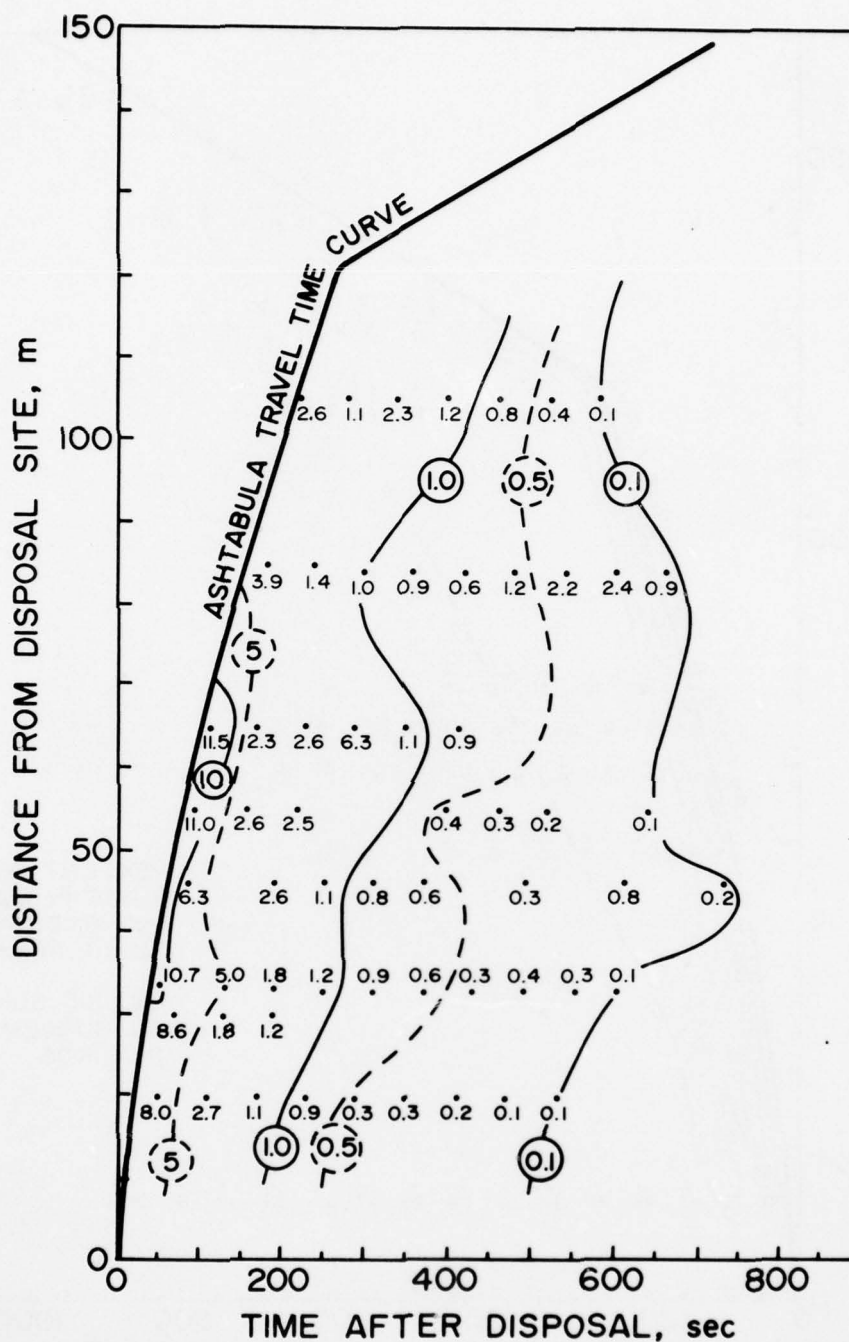 150
ASHTABULA TRAVEL TIME CURVE
DISTANCE FROM DISPOSAL SITE, m
2.6 1.1 2.3 1.2 0.8 0.4 0.1
100
1.0 0.5 0.1
3.9 1.4 1.0 0.9 0.6 1.2 2.2 2.4 0.9
5
11.5 2.3 2.6 6.3 1.1 0.9
10
11.0 2.6 2.5 0.4 0.3 0.2 0.1
50
6.3 2.6 1.1 0.8 0.6 0.3 0.8 0.2
10.7 5.0 1.8 1.2 0.9 0.6 0.3 0.4 0.3 0.1
8.6 1.8 1.2
8.0 2.7 1.1 0.9 0.3 0.3 0.2 0.1 0.1
5 1.0 0.5 0.1
0
0 200 400 600 800
TIME AFTER DISPOSAL, sec